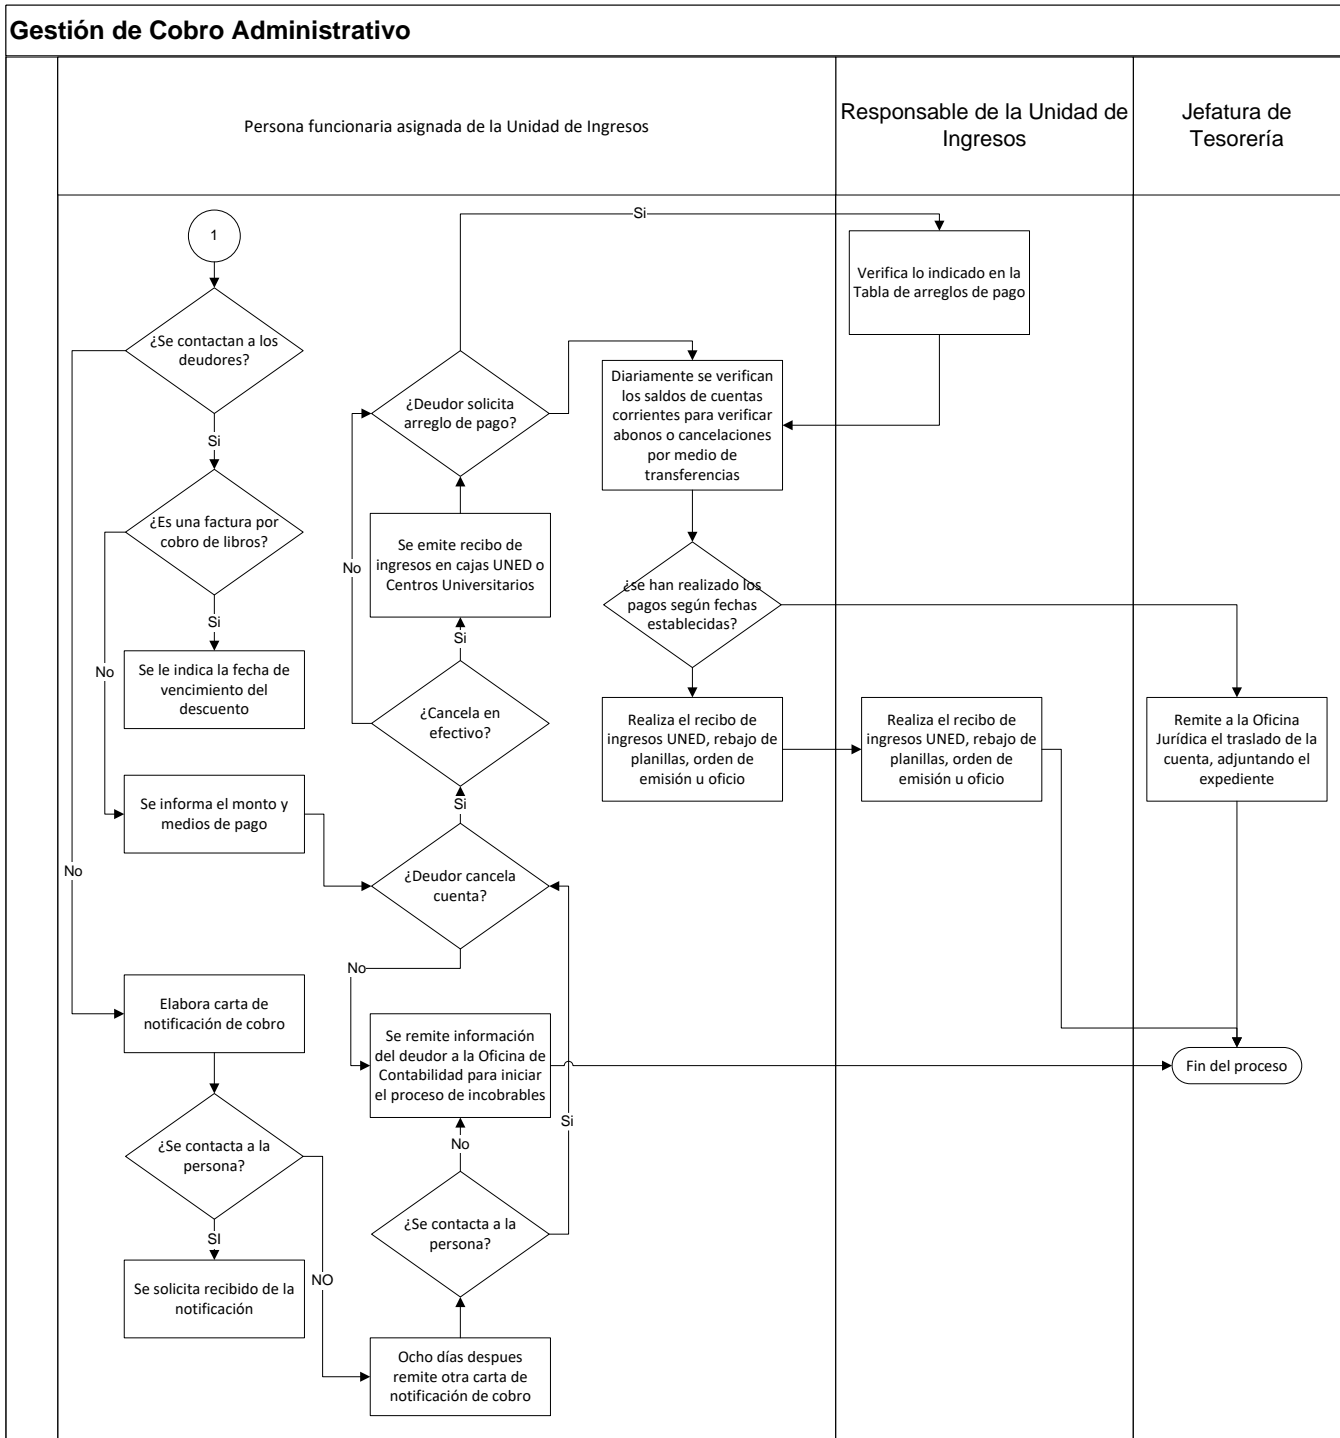 Gestión de Cobro Administrativo
Persona funcionaria asignada de la Unidad de Ingresos
Responsable de la Unidad de
Ingresos
Jefatura de
Tesorería
1
¿Se contactan a los
deudores?
Si
¿Es una factura por
cobro de libros?
Si
No
Se le indica la fecha de
vencimiento del
descuento
Se informa el monto y
medios de pago
No
Elabora carta de
notificación de cobro
¿Se contacta a la
persona?
SI
NO
Se solicita recibido de la
notificación
Si
¿Deudor solicita
arreglo de pago?
No
Se emite recibo de
ingresos en cajas UNED o
Centros Universitarios
Si
¿Cancela en
efectivo?
Si
¿Deudor cancela
cuenta?
No
Se remite información
del deudor a la Oficina de
Contabilidad para iniciar
el proceso de incobrables
No
Si
¿Se contacta a la
persona?
Ocho días despues
remite otra carta de
notificación de cobro
Diariamente se verifican
los saldos de cuentas
corrientes para verificar
abonos o cancelaciones
por medio de
transferencias
¿se han realizado los
pagos según fechas
establecidas?
Realiza el recibo de
ingresos UNED, rebajo de
planillas, orden de
emisión u oficio
Verifica lo indicado en la
Tabla de arreglos de pago
Realiza el recibo de
ingresos UNED, rebajo de
planillas, orden de
emisión u oficio
Remite a la Oficina
Jurídica el traslado de la
cuenta, adjuntando el
expediente
Fin del proceso